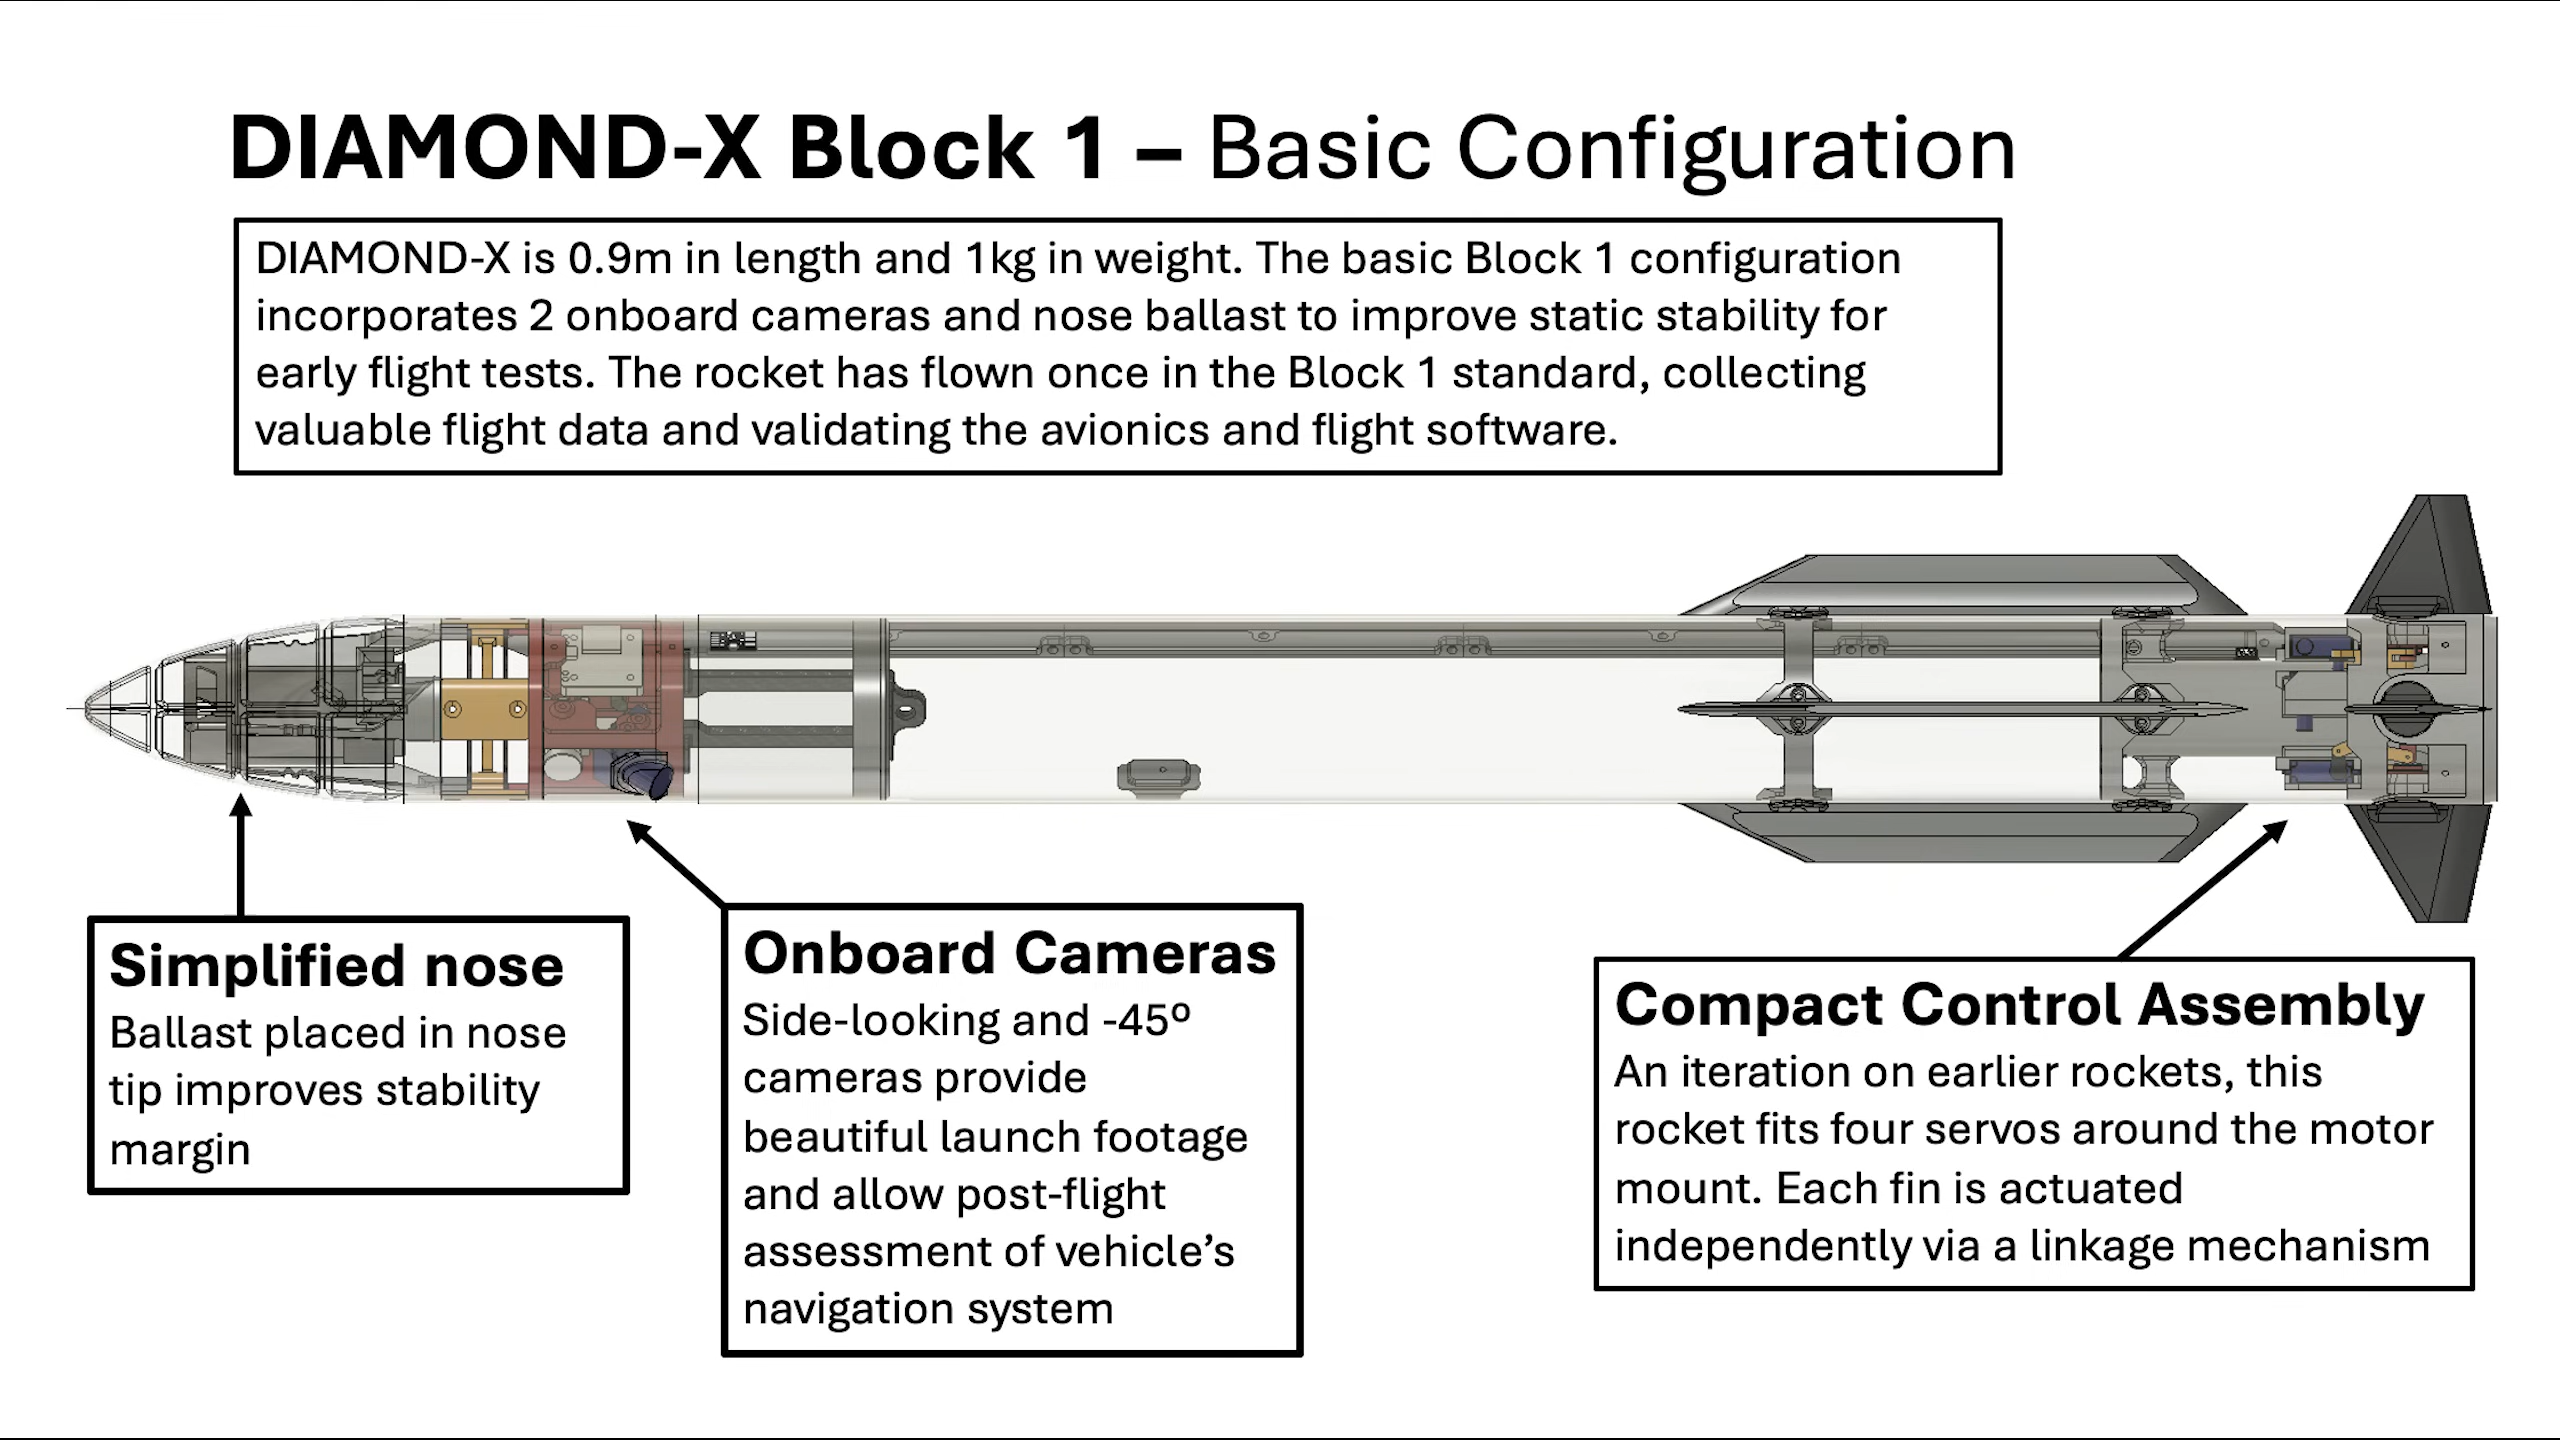 DIAMOND-X Block 1 – Basic Configuration
DIAMOND-X is 0.9m in length and 1kg in weight. The basic Block 1 configuration
incorporates 2 onboard cameras and nose ballast to improve static stability for
early flight tests. The rocket has flown once in the Block 1 standard, collecting
valuable flight data and validating the avionics and flight software.
Simplified nose
Ballast placed in nose
tip improves stability
margin
Onboard Cameras
Side-looking and -45º
cameras provide
beautiful launch footage
and allow post-flight
assessment of vehicle’s
navigation system
Compact Control Assembly
An iteration on earlier rockets, this
rocket fits four servos around the motor
mount. Each fin is actuated
independently via a linkage mechanism